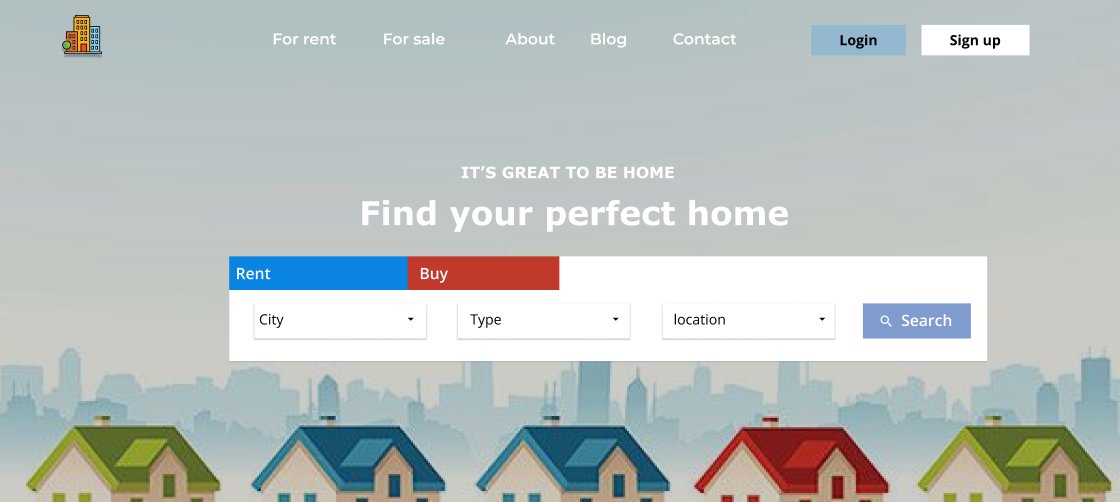 For rent For sale About Blog Contact Login Sign up
IT’S GREAT TO BE HOME
Find your perfect home
Rent Buy
City Type location Search